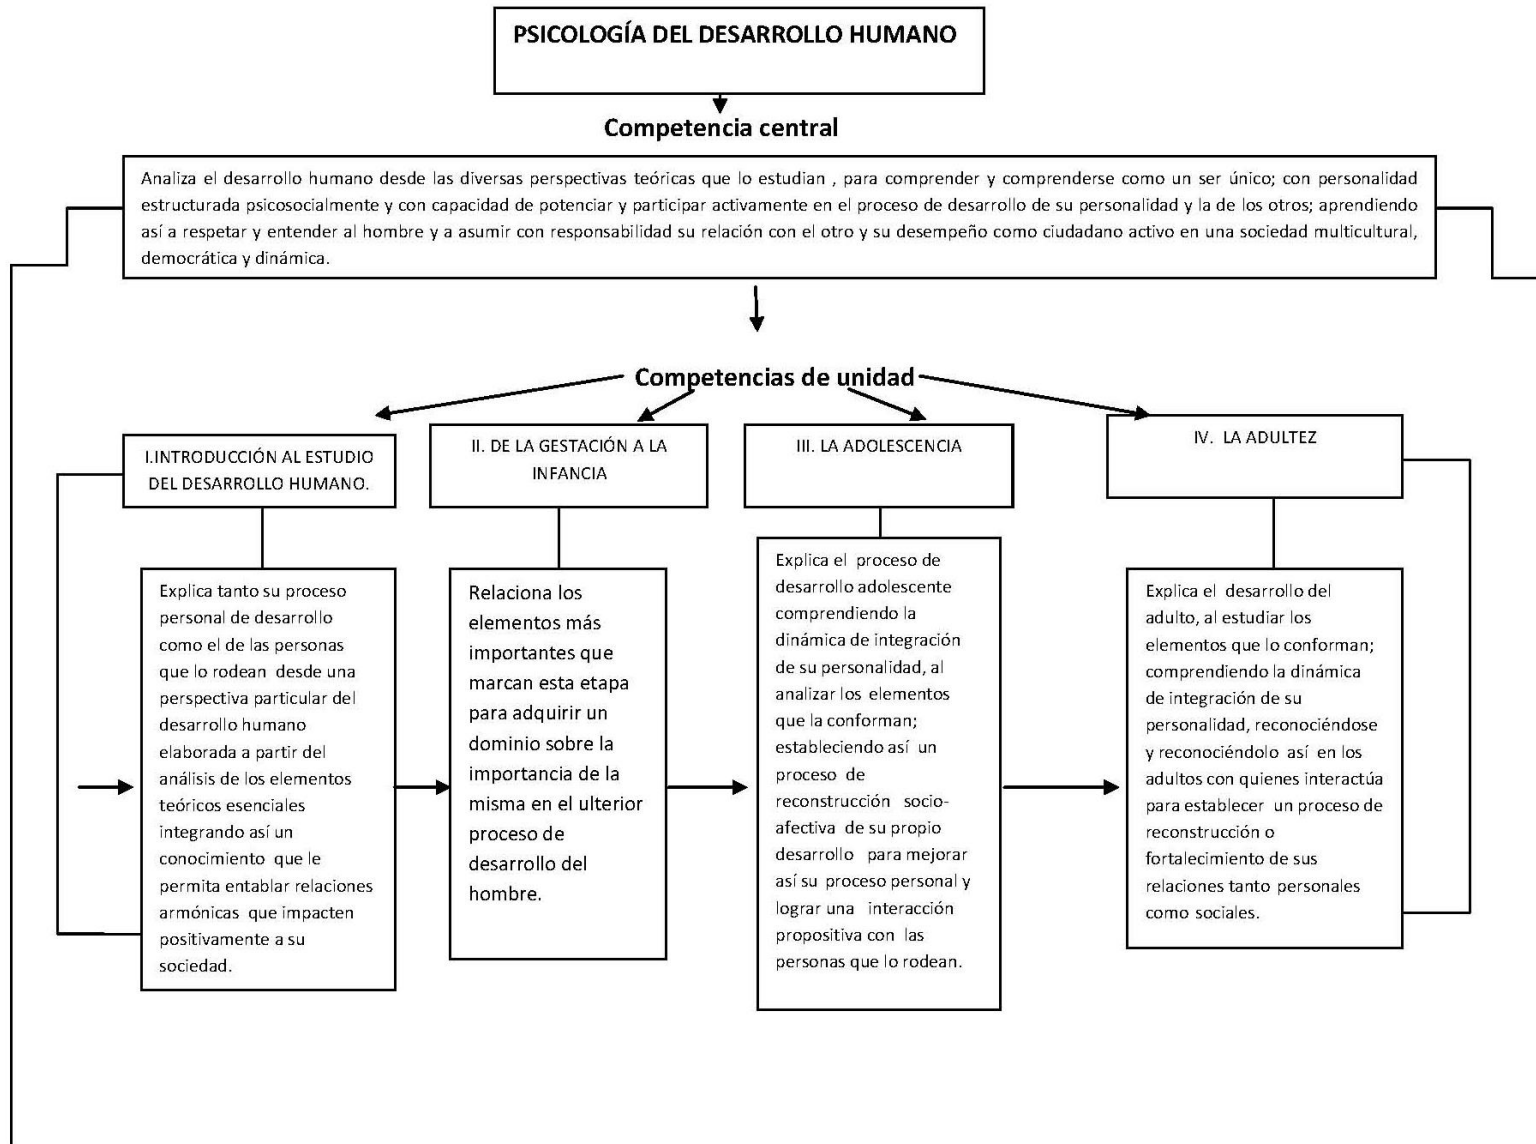 PSICOLOGÍA DEL DESARROLLO HUMANO
Competencia central
Analiza el desarrollo humano desde las diversas perspectivas teóricas que lo estudian , para comprender y comprenderse como un ser único; con personalidad
estructurada psicosocialmente y con capacidad de potenciar y participar activamente en el proceso de desarrollo de su personalidad y la de los otros; aprendiendo
así a respetar y entender al hombre y a asumir con responsabilidad su relación con el otro y su desempeño como ciudadano activo en una sociedad multicultural,
democrática y dinámica.
Competencias de unidad
I.INTRODUCCIÓN AL ESTUDIO
DEL DESARROLLO HUMANO.
II. DE LA GESTACIÓN A LA
INFANCIA
III. LA ADOLESCENCIA
IV. LA ADULTEZ
Explica tanto su proceso
personal de desarrollo
como el de las personas
que lo rodean desde una
perspectiva particular del
desarrollo humano
elaborada a partir del
análisis de los elementos
teóricos esenciales
integrando así un
conocimiento que le
permita entablar relaciones
armónicas que impacten
positivamente a su
sociedad.
Relaciona los
elementos más
importantes que
marcan esta etapa
para adquirir un
dominio sobre la
importancia de la
misma en el ulterior
proceso de
desarrollo del
hombre.
Explica el proceso de
desarrollo adolescente
comprendiendo la
dinámica de integración
de su personalidad, al
analizar los elementos
que la conforman;
estableciendo así un
proceso de
reconstrucción socio-
afectiva de su propio
desarrollo para mejorar
así su proceso personal y
lograr una interacción
propositiva con las
personas que lo rodean.
Explica el desarrollo del
adulto, al estudiar los
elementos que lo conforman;
comprendiendo la dinámica
de integración de su
personalidad, reconociéndose
y reconociéndolo así en los
adultos con quienes interactúa
para establecer un proceso de
reconstrucción o
fortalecimiento de sus
relaciones tanto personales
como sociales.